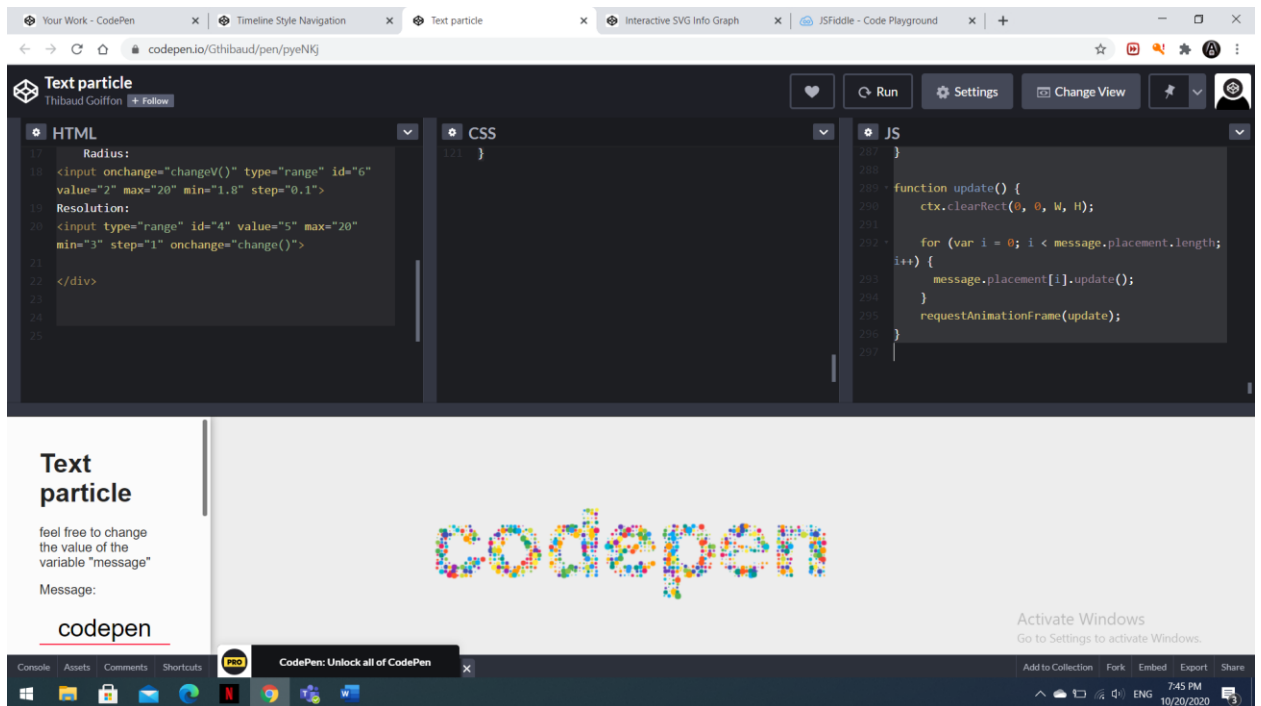 Your Work - CodePen
Timeline Style Navigation
Text particle
Interactive SVG Info Graph
JSFiddle - Code Playground
codepen.io/Gthibaud/pen/pyeNKj
Text particle
Thibaud Goiffon + Follow
Run
Settings
Change View
HTML
17 Radius:
18 <input onchange="changeV()" type="range" id="6"
value="2" max="20" min="1.8" step="0.1">
19 Resolution:
20 <input type="range" id="4" value="5" max="20"
min="3" step="1" onchange="change()">
21
22 </div>
23
24
25
CSS
121 }
JS
287 }
288
289 function update() {
290 ctx.clearRect(0, 0, W, H);
291
292 for (var i = 0; i < message.placement.length;
i++) {
293 message.placement[i].update();
294 }
295 requestAnimationFrame(update);
296 }
297
Text
particle
feel free to change
the value of the
variable "message"
Message:
codepen
codepen
Activate Windows
Go to Settings to activate Windows.
Console Assets Comments Shortcuts
PRO CodePen: Unlock all of CodePen
Add to Collection Fork Embed Export Share
ENG
7:45 PM
10/20/2020
3